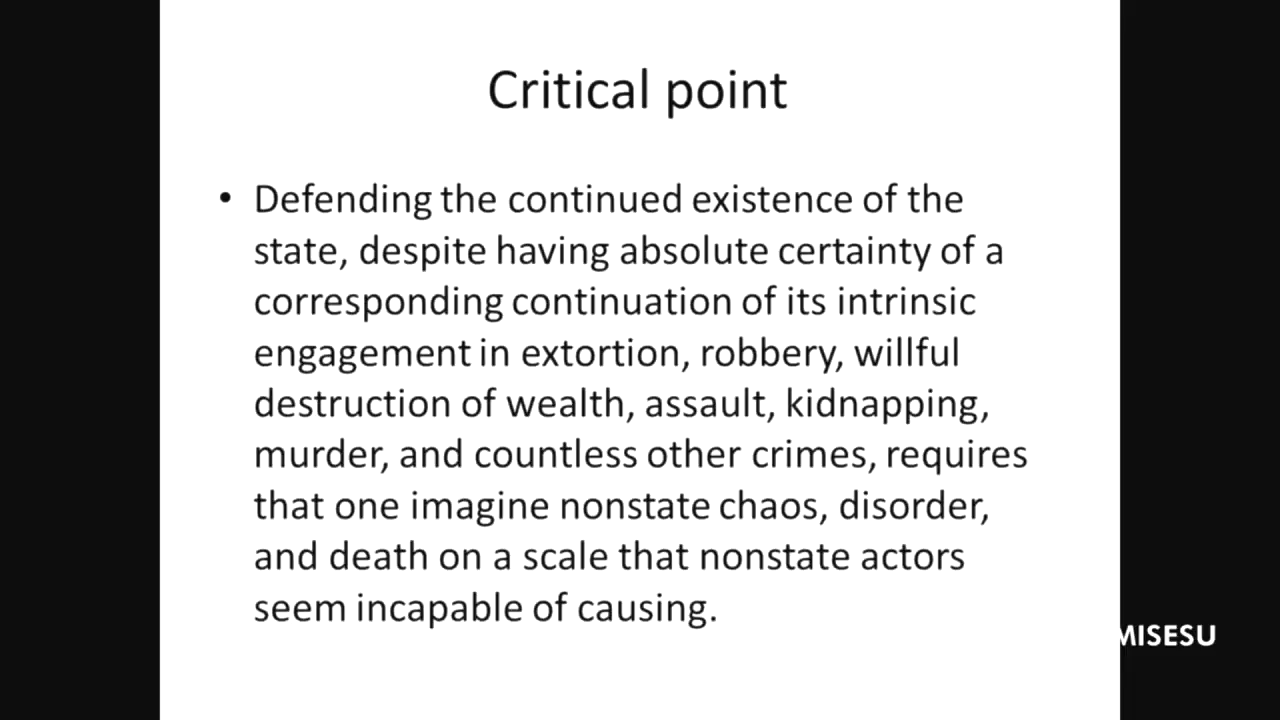 Critical point
• Defending the continued existence of the
state, despite having absolute certainty of a
corresponding continuation of its intrinsic
engagement in extortion, robbery, willful
destruction of wealth, assault, kidnapping,
murder, and countless other crimes, requires
that one imagine nonstate chaos, disorder,
and death on a scale that nonstate actors
seem incapable of causing.
MISESU